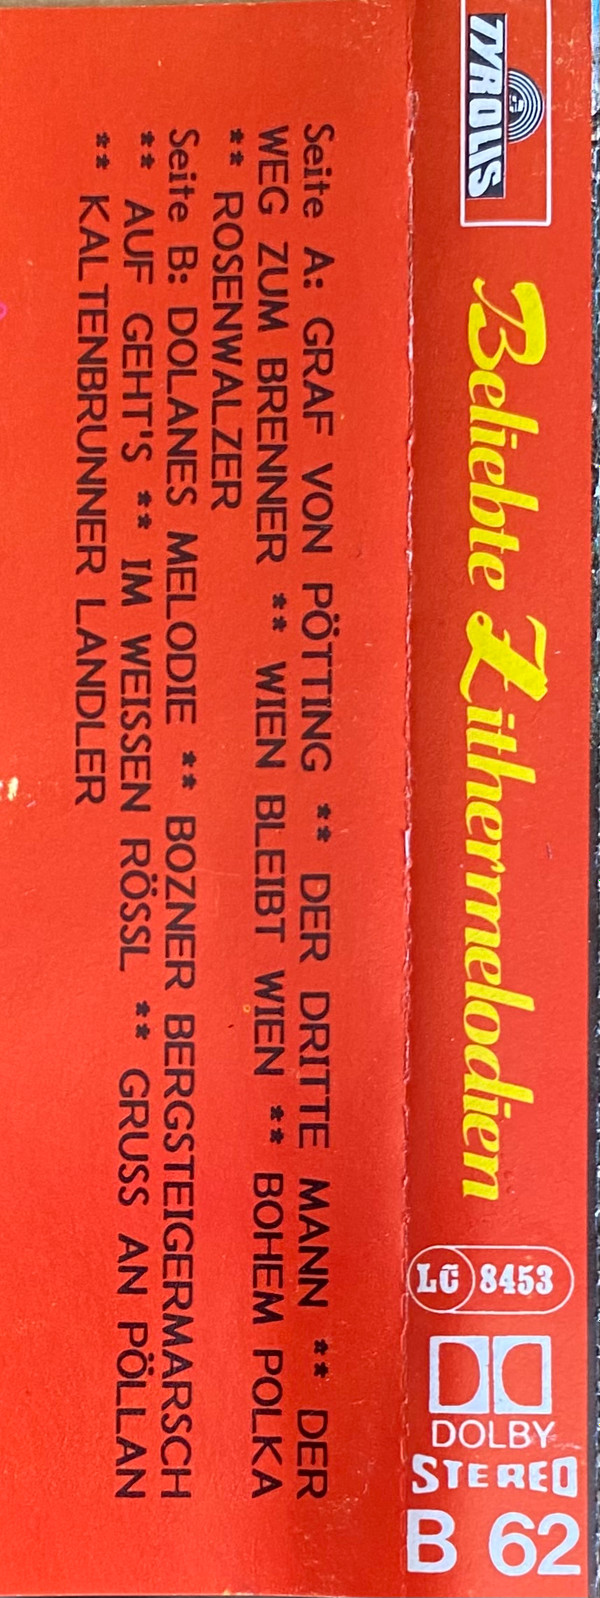 TYROLIS
Beliebte Zithermelodien
LC 8453
DOLBY
STEREO
B 62
Seite A: GRAF VON PÖTTING ** DER DRITTE MANN ** DER
WEG ZUM BRENNER ** WIEN BLEIBT WIEN ** BOHEM POLKA
** ROSENWALZER
Seite B: DOLANES MELODIE ** BOZNER BERGSTEIGERMARSCH
** AUF GEHT'S ** IM WEISSEN RÖSSL ** GRUSS AN PÖLLAN
** KALTENBRUNNER LANDLER